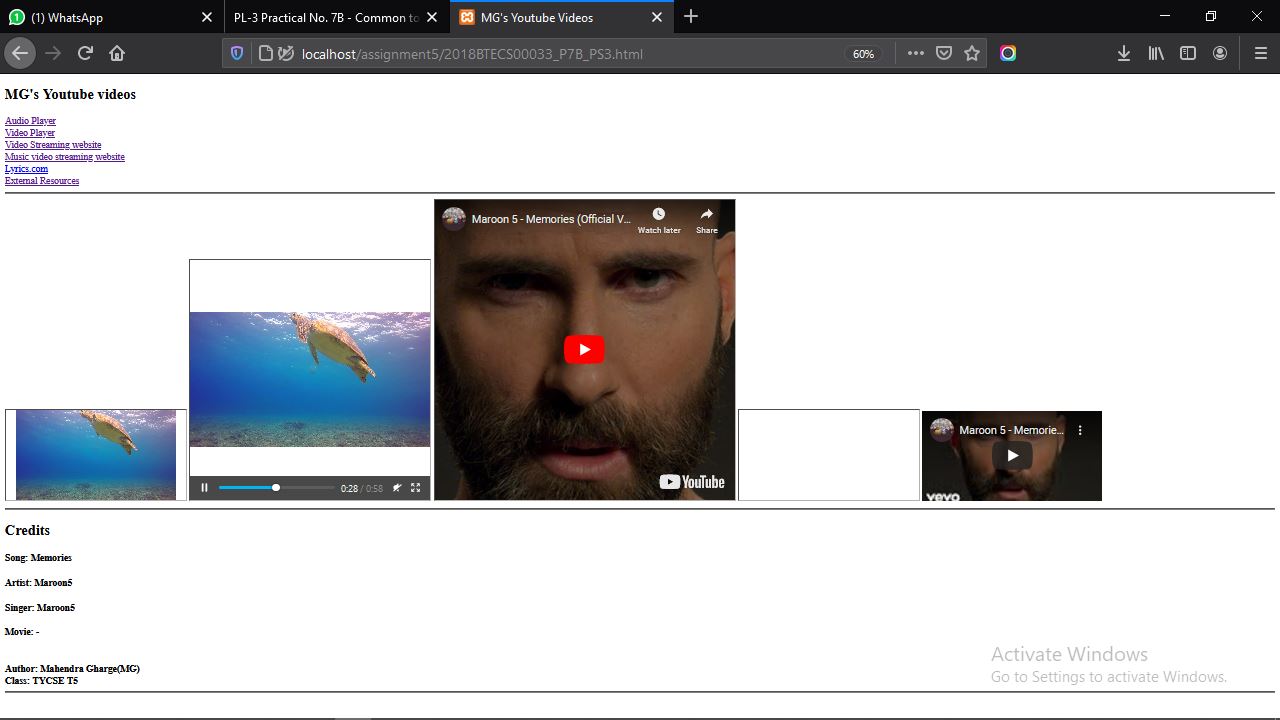 (1) WhatsApp
PL-3 Practical No. 7B - Common to
MG's Youtube Videos
localhost/assignment5/2018BTECS00033_P7B_PS3.html
60%
MG's Youtube videos
Audio Player
Video Player
Video Streaming website
Music video streaming website
Lyrics.com
External Resources
Maroon 5 - Memories (Official V...
Watch later
Share
YouTube
0:28 / 0:58
Maroon 5 - Memorie...
vevo
Credits
Song: Memories
Artist: Maroon5
Singer: Maroon5
Movie: -
Author: Mahendra Gharge(MG)
Class: TYCSE T5
Activate Windows
Go to Settings to activate Windows.